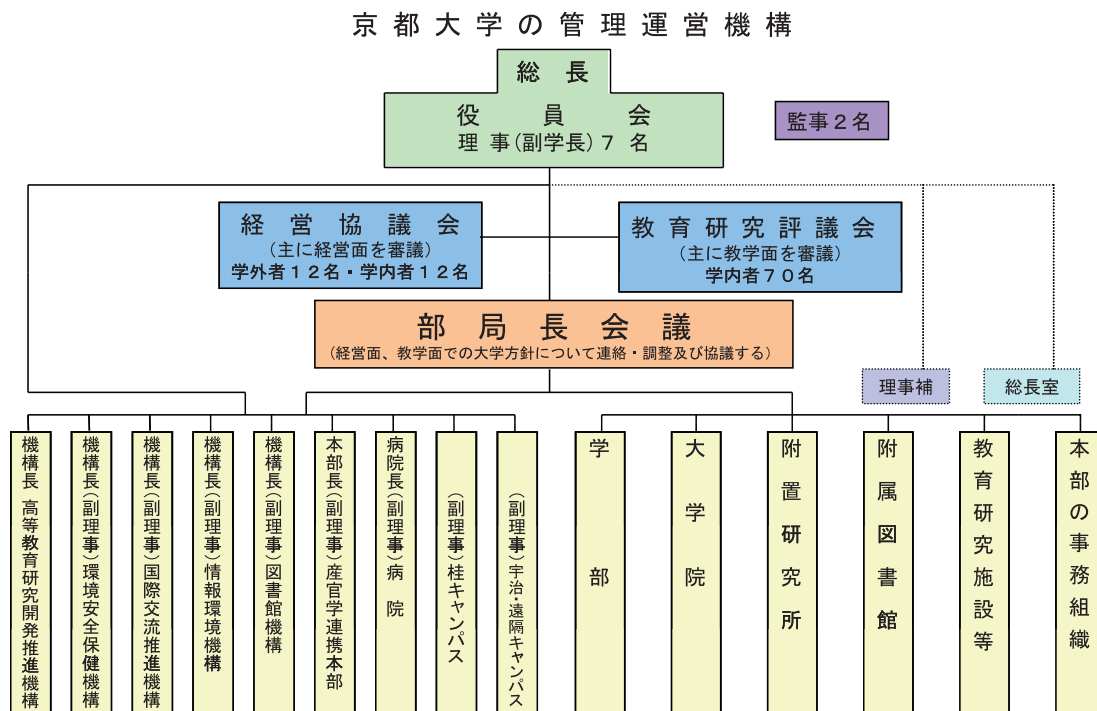 京都大学の管理運営機構
総長
役員会
理事(副学長)7名
監事2名
経営協議会
(主に経営面を審議)
学外者12名・学内者12名
教育研究評議会
(主に教学面を審議)
学内者70名
部局長会議
(経営面、教学面での大学方針について連絡・調整及び協議する)
理事補
総長室
機構長 高等教育研究開発推進機構
機構長(副理事)環境安全保健機構
機構長(副理事)国際交流推進機構
機構長(副理事)情報環境機構
機構長(副理事)図書館機構
本部長(副理事)産官学連携本部
病院長(副理事)病院
(副理事)桂キャンパス
(副理事)宇治・遠隔キャンパス
学部
大学院
附置研究所
附属図書館
教育研究施設等
本部の事務組織